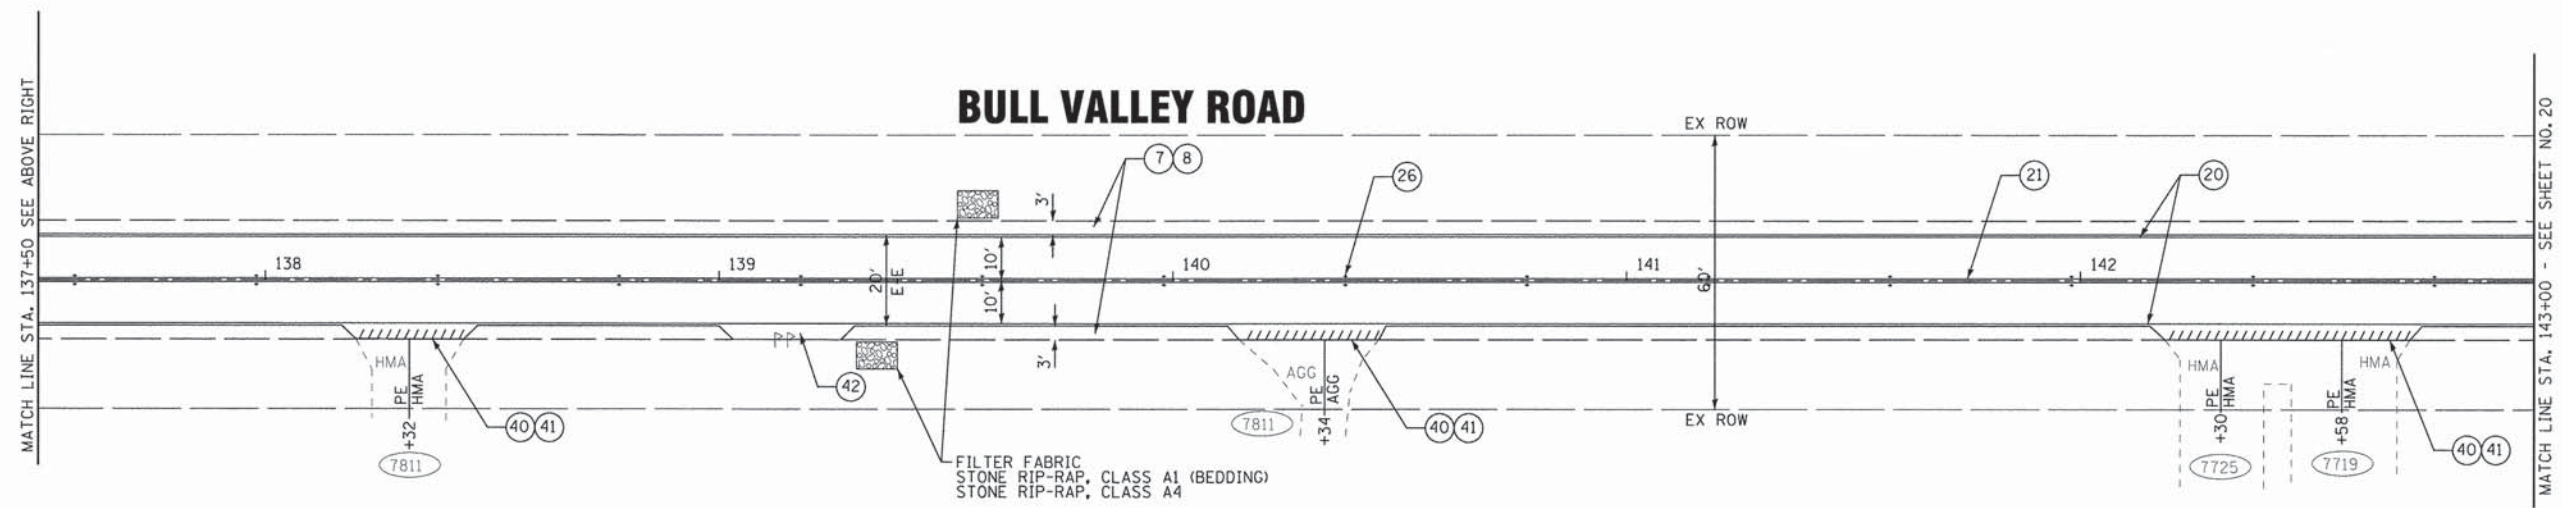 BULL VALLEY ROAD
MATCH LINE STA. 137+50 SEE ABOVE RIGHT
MATCH LINE STA. 143+00 - SEE SHEET NO. 20
EX ROW
7 8
26
21
20
3'
138
139
140
141
142
20'
E-E
10'
10'
60'
3'
PP
42
HMA
PE
HMA
+32
7811
40 41
AGG
PE
AGG
+34
7811
40 41
EX ROW
HMA
PE
HMA
+30
7725
PE
HMA
+58
7719
HMA
40 41
FILTER FABRIC
STONE RIP-RAP, CLASS A1 (BEDDING)
STONE RIP-RAP, CLASS A4